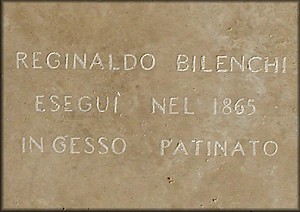 REGINALDO BILENCHI
ESEGUÌ NEL 1865
IN GESSO PATINATO